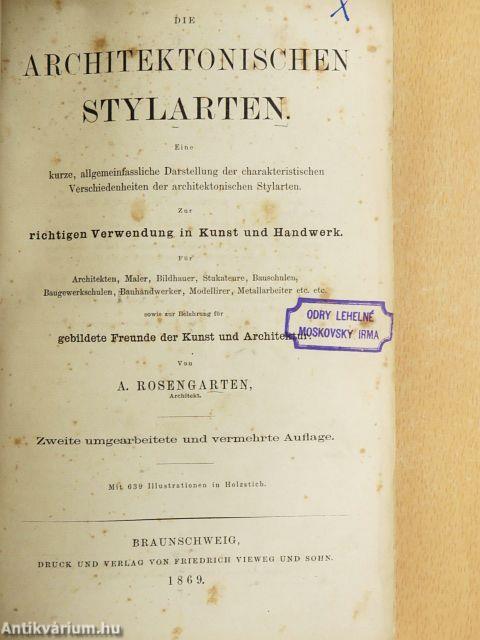 DIE
ARCHITEKTONISCHEN
STYLARTEN.
Eine
kurze, allgemeinfassliche Darstellung der charakteristischen
Verschiedenheiten der architektonischen Stylarten.
Zur
richtigen Verwendung in Kunst und Handwerk.
Für
Architekten, Maler, Bildhauer, Stukateure, Bauschulen,
Baugewerkschulen, Bauhandwerker, Modellirer, Metallarbeiter etc. etc.
sowie zur Belehrung für
gebildete Freunde der Kunst und Architektur.
ODRY LEHELNÉ
MOSKOVSKY IRMA
Von
A. ROSENGARTEN,
Architekt.
Zweite umgearbeitete und vermehrte Auflage.
Mit 639 Illustrationen in Holzstich.
BRAUNSCHWEIG,
DRUCK UND VERLAG VON FRIEDRICH VIEWEG UND SOHN.
1869.
Antikvárium.hu